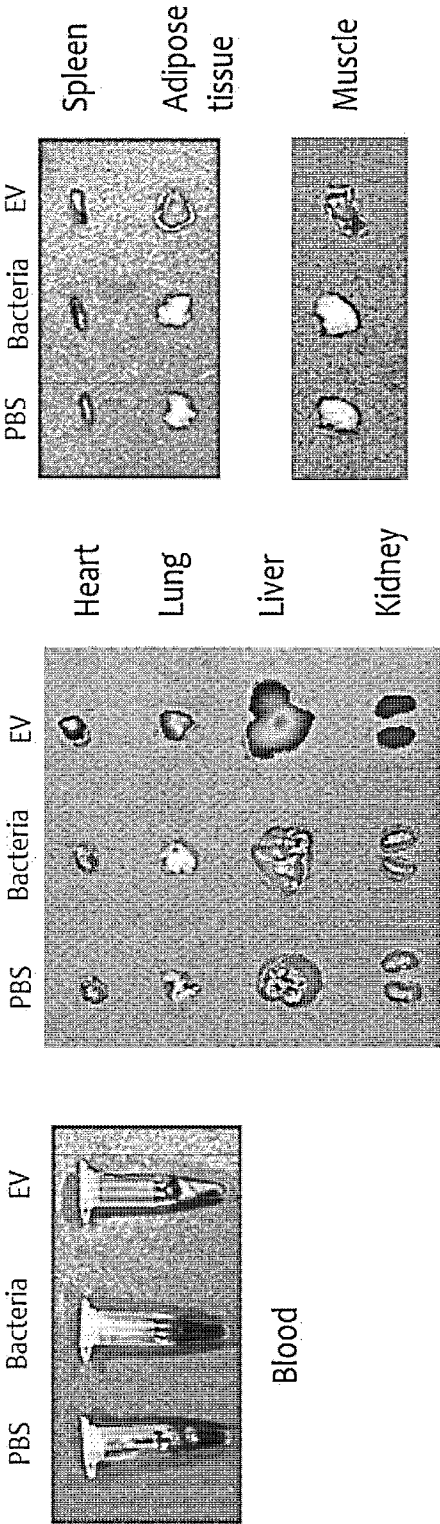 PBS Bacteria EV
Blood
PBS Bacteria EV
Heart
Lung
Liver
Kidney
PBS Bacteria EV
Spleen
Adipose
tissue
Muscle